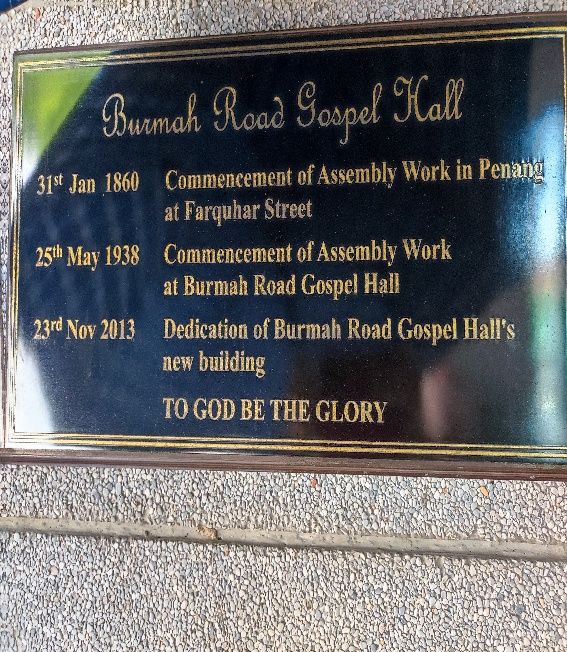 Burmah Road Gospel Hall
31st Jan 1860 Commencement of Assembly Work in Penang
at Farquhar Street
25th May 1938 Commencement of Assembly Work
at Burmah Road Gospel Hall
23rd Nov 2013 Dedication of Burmah Road Gospel Hall's
new building
TO GOD BE THE GLORY